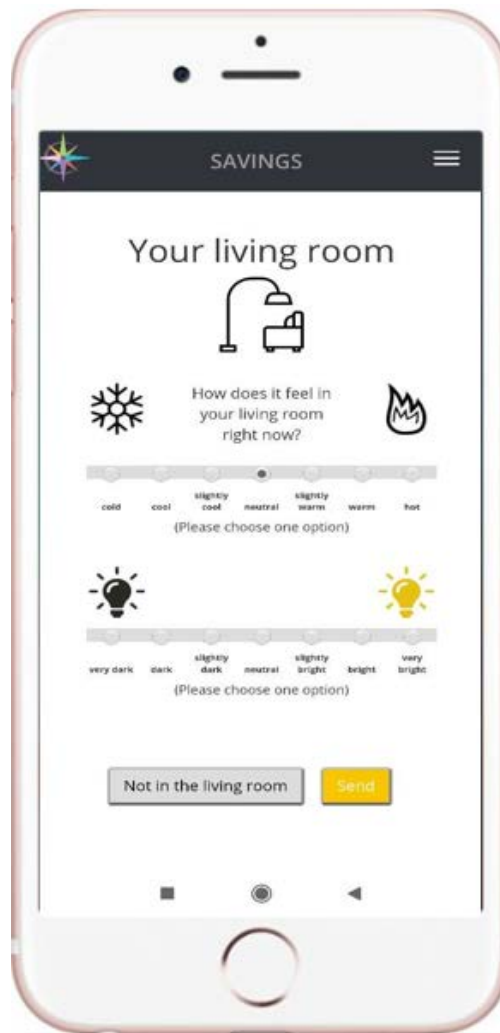 SAVINGS
Your living room
How does it feel in
your living room
right now?
cold cool slightly cool neutral slightly warm warm hot
(Please choose one option)
very dark dark slightly dark neutral slightly bright bright very bright
(Please choose one option)
Not in the living room Send